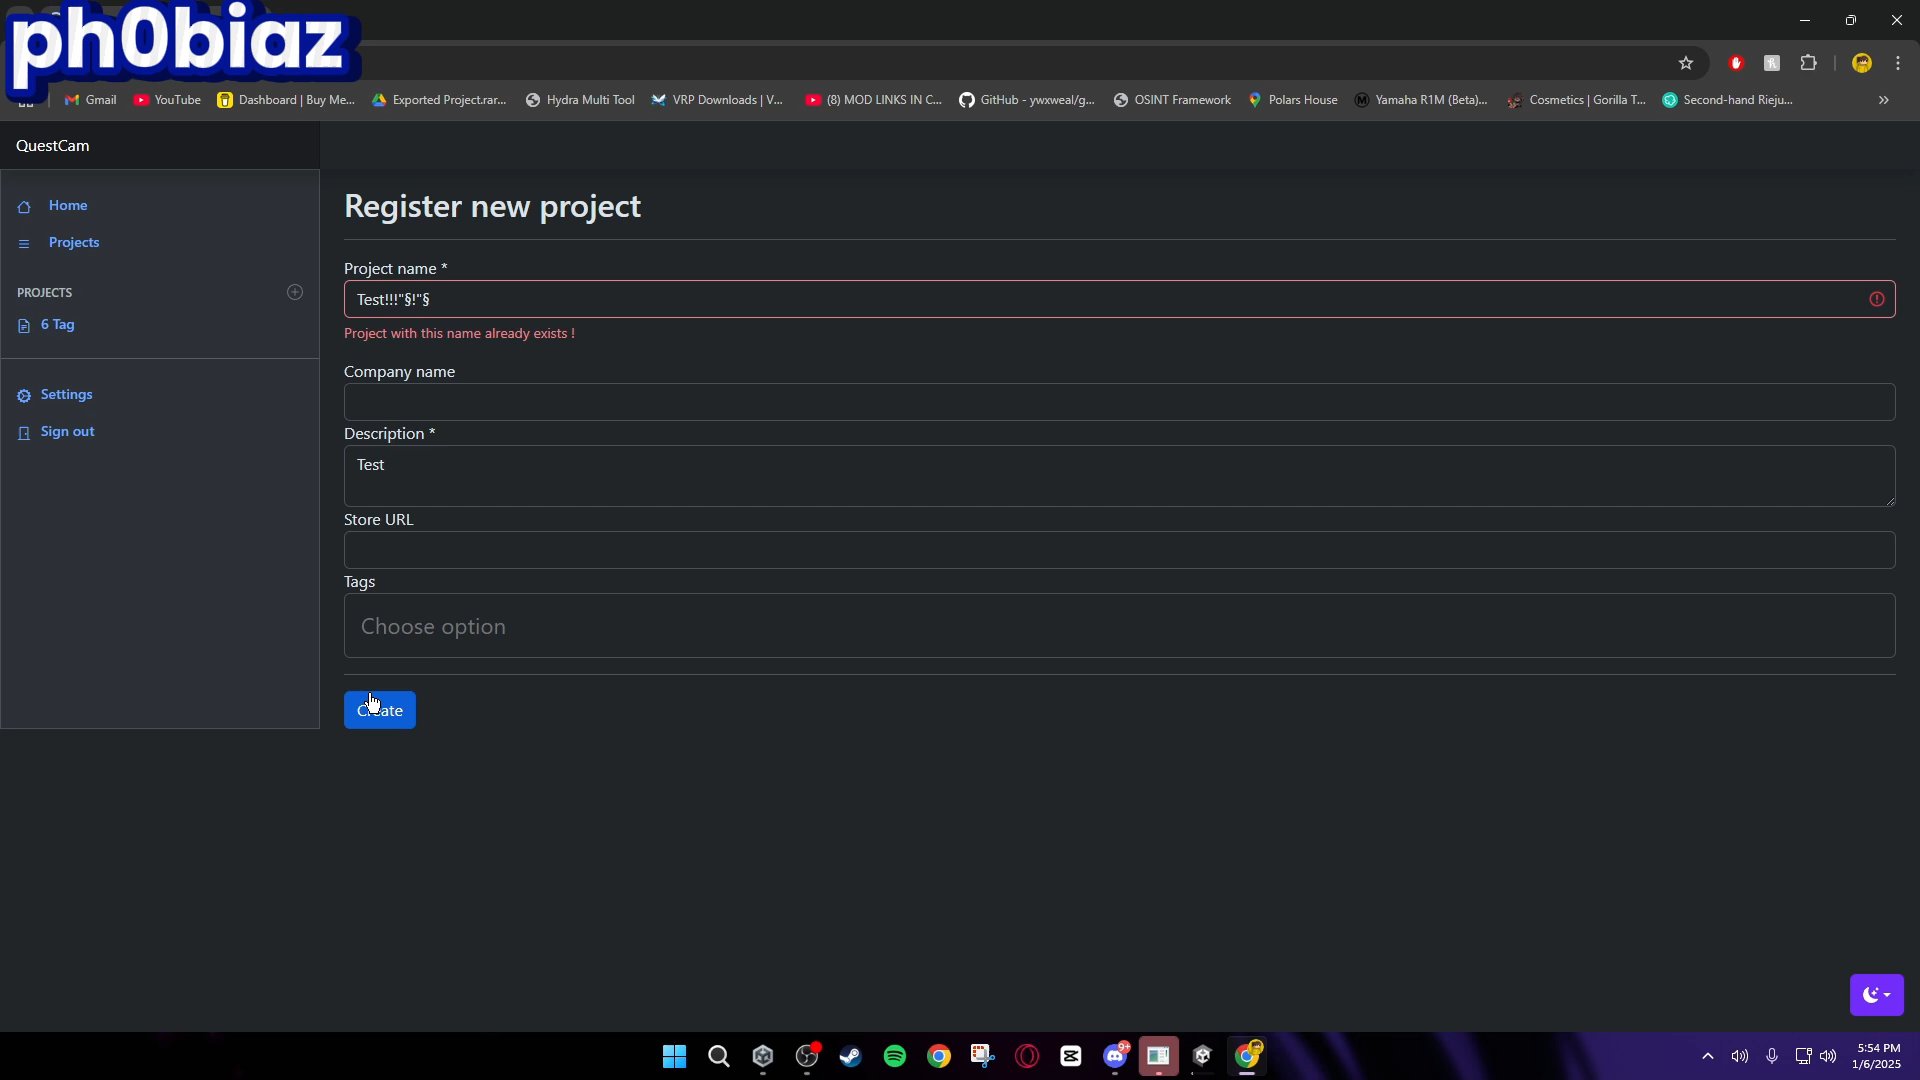 ph0biaz
Gmail
YouTube
Dashboard | Buy Me...
Exported Project.rar...
Hydra Multi Tool
VRP Downloads | V...
(8) MOD LINKS IN C...
GitHub - ywxweal/g...
OSINT Framework
Polars House
Yamaha R1M (Beta)...
Cosmetics | Gorilla T...
Second-hand Rieju...
QuestCam
Home
Projects
PROJECTS
6 Tag
Settings
Sign out
Register new project
Project name *
Test!!!"§!"§
Project with this name already exists !
Company name
Description *
Test
Store URL
Tags
Choose option
Create
9+
5:54 PM
1/6/2025